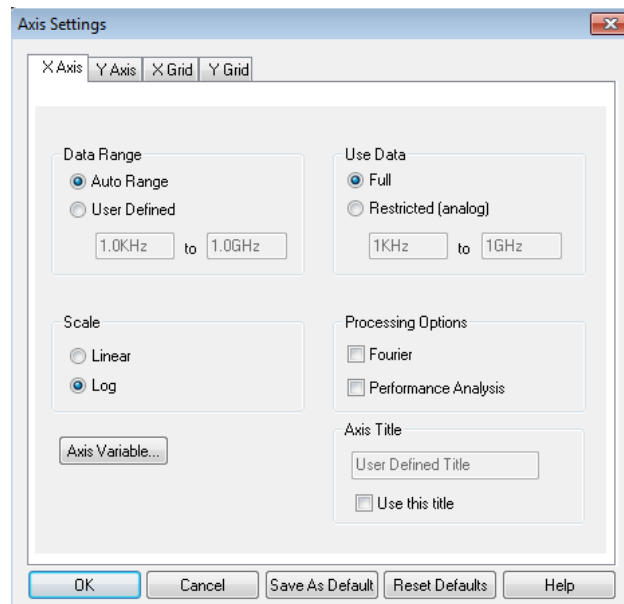 Axis Settings
X Axis Y Axis X Grid Y Grid
Data Range
Auto Range
User Defined
1.0KHz to 1.0GHz
Use Data
Full
Restricted (analog)
1KHz to 1GHz
Scale
Linear
Log
Processing Options
Fourier
Performance Analysis
Axis Variable...
Axis Title
User Defined Title
Use this title
OK Cancel Save As Default Reset Defaults Help